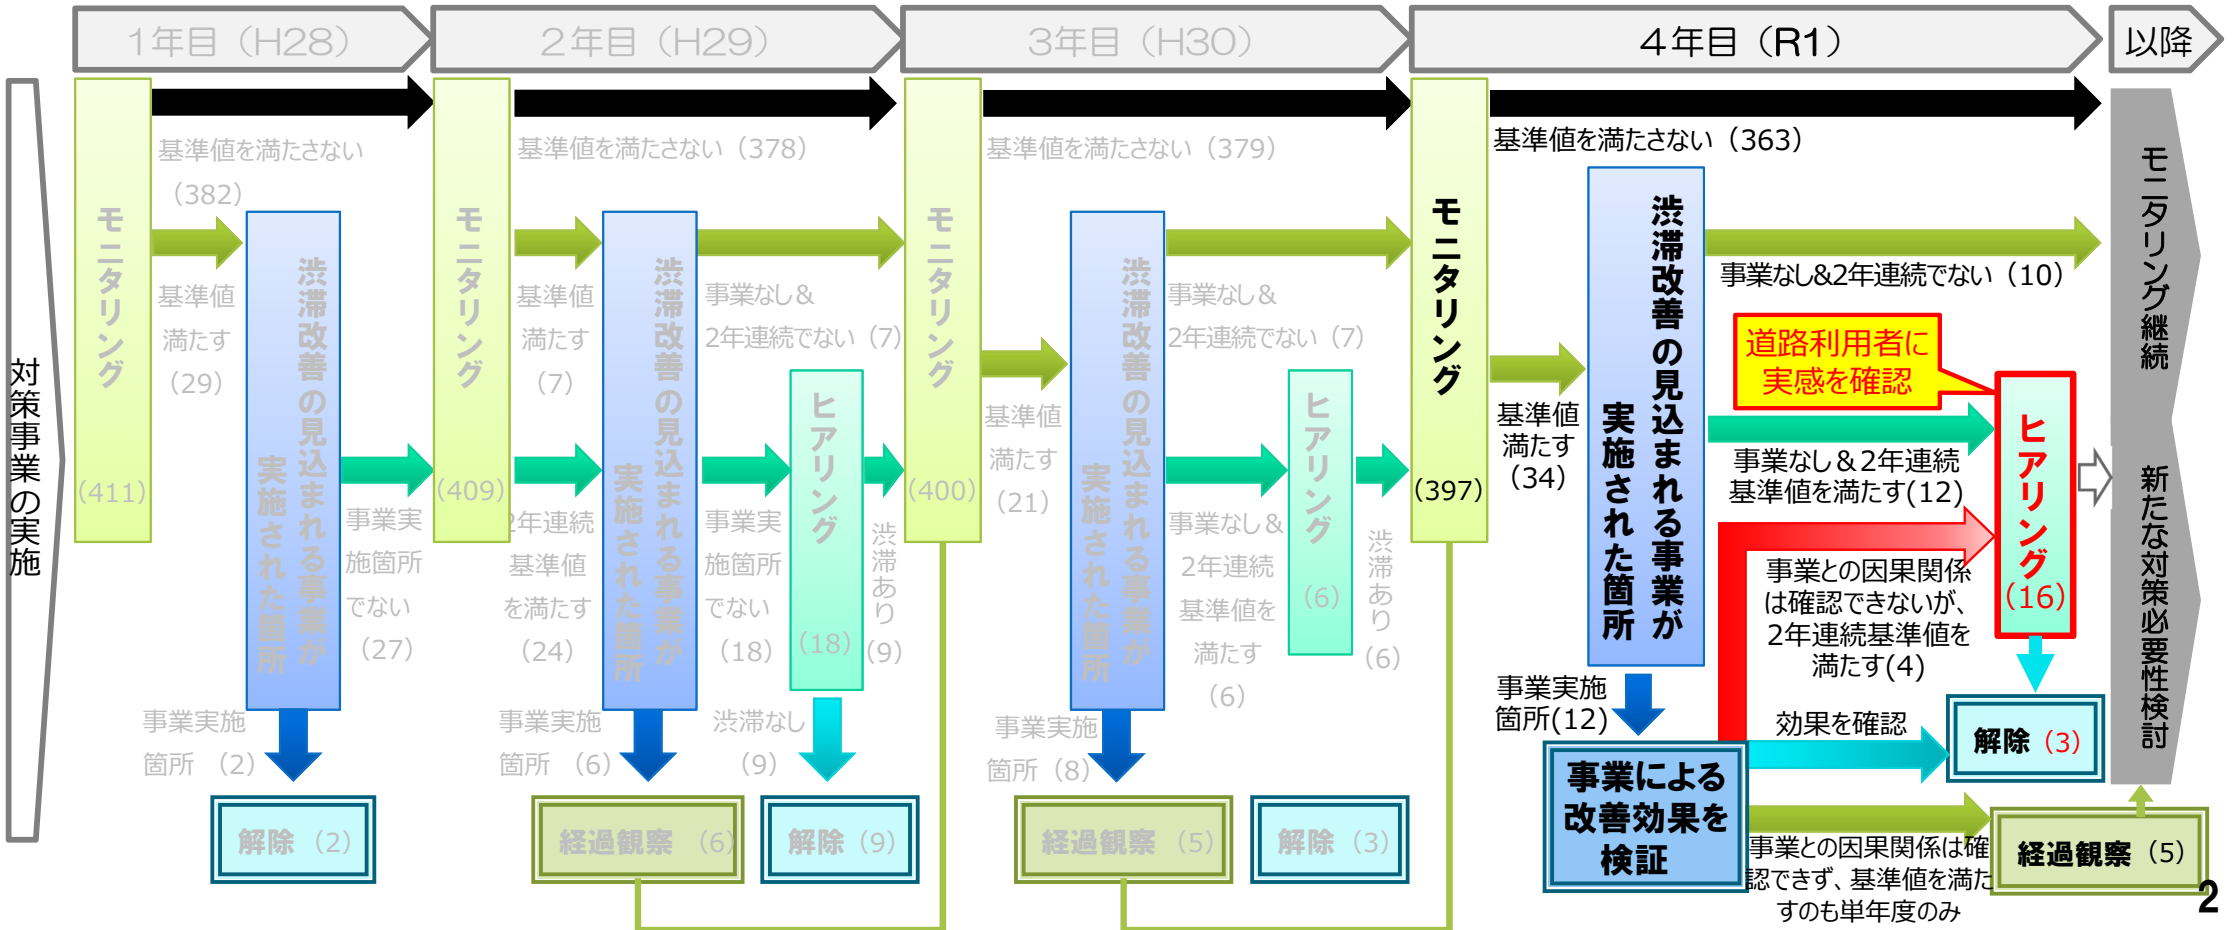 1年目（H28）
2年目（H29）
3年目（H30）
4年目（R1）
以降
対策事業の実施
モニタリング
(411)
基準値を満たさない
（382）
基準値
満たす
（29）
渋滞改善の見込まれる事業が
実施された箇所
事業実
施箇所
でない
（27）
事業実施
箇所 （2）
解除（2）
モニタリング
(409)
基準値を満たさない（378）
基準値
満たす
（7）
2年連続
基準値
を満たす
（24）
渋滞改善の見込まれる事業が
実施された箇所
事業なし＆
2年連続でない（7）
事業実
施箇所
でない
（18）
ヒアリング
（18）
渋滞あり
（9）
事業実施
箇所 （6）
渋滞なし
（9）
経過観察（6）
解除（9）
モニタリング
(400)
基準値を満たさない（379）
基準値
満たす
（21）
渋滞改善の見込まれる事業が
実施された箇所
事業なし＆
2年連続でない（7）
事業なし＆
2年連続
基準値を
満たす
（6）
ヒアリング
（6）
渋滞あり
（6）
事業実施
箇所（8）
経過観察（5）
解除（3）
モニタリング
(397)
基準値を満たさない（363）
基準値
満たす
（34）
渋滞改善の見込まれる事業が
実施された箇所
事業なし&2年連続でない（10）
道路利用者に
実感を確認
事業なし＆2年連続
基準値を満たす(12)
ヒアリング
（16）
事業との因果関係
は確認できないが、
2年連続基準値を
満たす(4)
事業実施
箇所(12)
事業による
改善効果を
検証
効果を確認
解除（3）
事業との因果関係は確
認できず、基準値を満た
すのも単年度のみ
経過観察（5）
モニタリング継続
新たな対策必要性検討
2